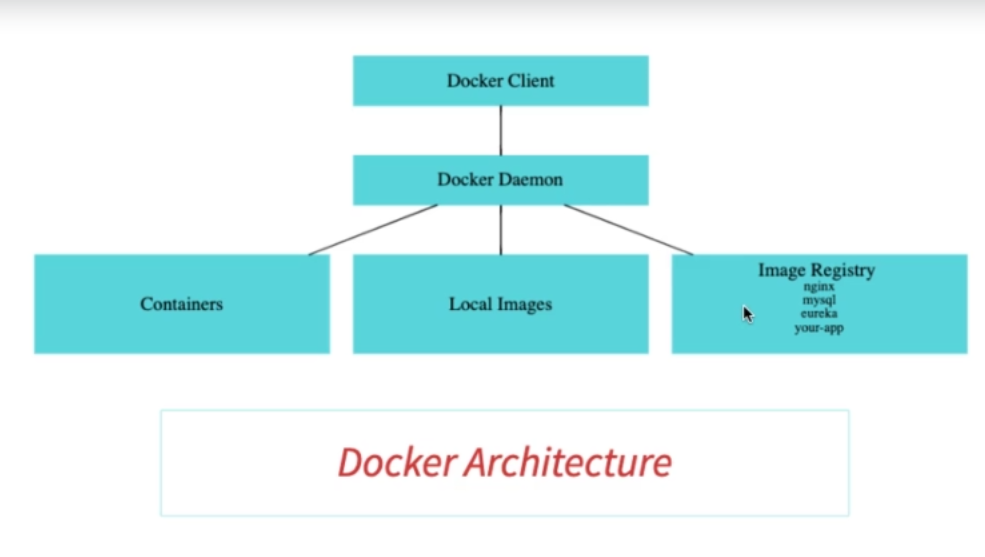 Docker Client
Docker Daemon
Containers
Local Images
Image Registry
nginx
mysql
eureka
your-app
Docker Architecture